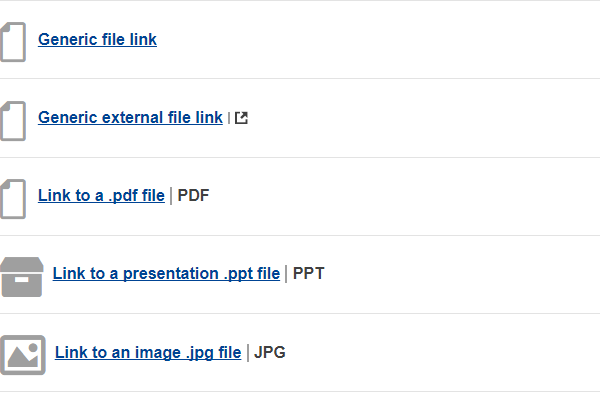 Generic file link
Generic external file link |
Link to a .pdf file | PDF
Link to a presentation .ppt file | PPT
Link to an image .jpg file | JPG